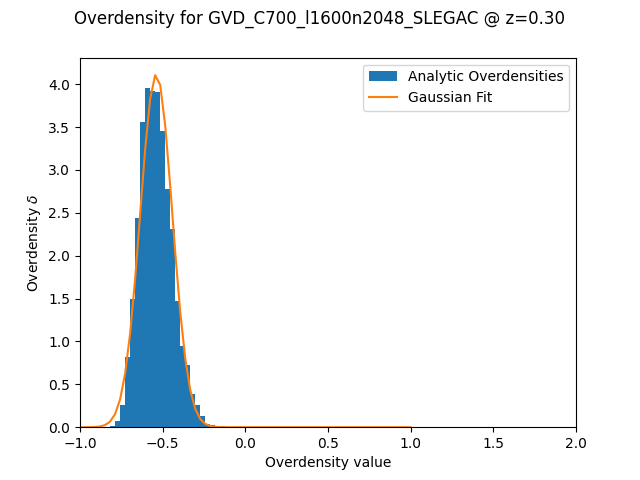 Overdensity for GVD_C700_l1600n2048_SLEGAC @ z=0.30
Analytic Overdensities
Gaussian Fit
Overdensity δ
4.0
3.5
3.0
2.5
2.0
1.5
1.0
0.5
0.0
−1.0 −0.5 0.0 0.5 1.0 1.5 2.0
Overdensity value